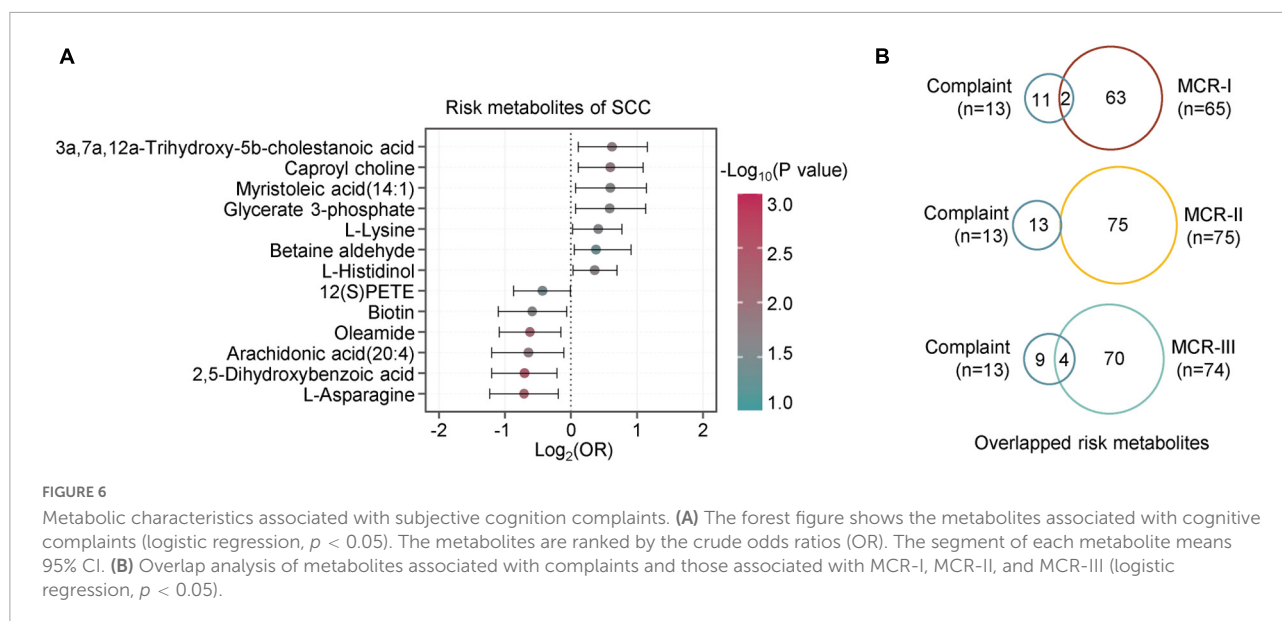 A
Risk metabolites of SCC
3a,7a,12a-Trihydroxy-5b-cholestanoic acid
Caproyl choline
Myristoleic acid(14:1)
Glycerate 3-phosphate
L-Lysine
Betaine aldehyde
L-Histidinol
12(S)PETE
Biotin
Oleamide
Arachidonic acid(20:4)
2,5-Dihydroxybenzoic acid
L-Asparagine
-2 -1 0 1 2
Log2(OR)
-Log10(P value)
3.0
2.5
2.0
1.5
1.0
B
Complaint
(n=13)
11 2 63
MCR-I
(n=65)
Complaint
(n=13)
13 75
MCR-II
(n=75)
Complaint
(n=13)
9 4 70
MCR-III
(n=74)
Overlapped risk metabolites
FIGURE 6
Metabolic characteristics associated with subjective cognition complaints. (A) The forest figure shows the metabolites associated with cognitive
complaints (logistic regression, p < 0.05). The metabolites are ranked by the crude odds ratios (OR). The segment of each metabolite means
95% CI. (B) Overlap analysis of metabolites associated with complaints and those associated with MCR-I, MCR-II, and MCR-III (logistic
regression, p < 0.05).